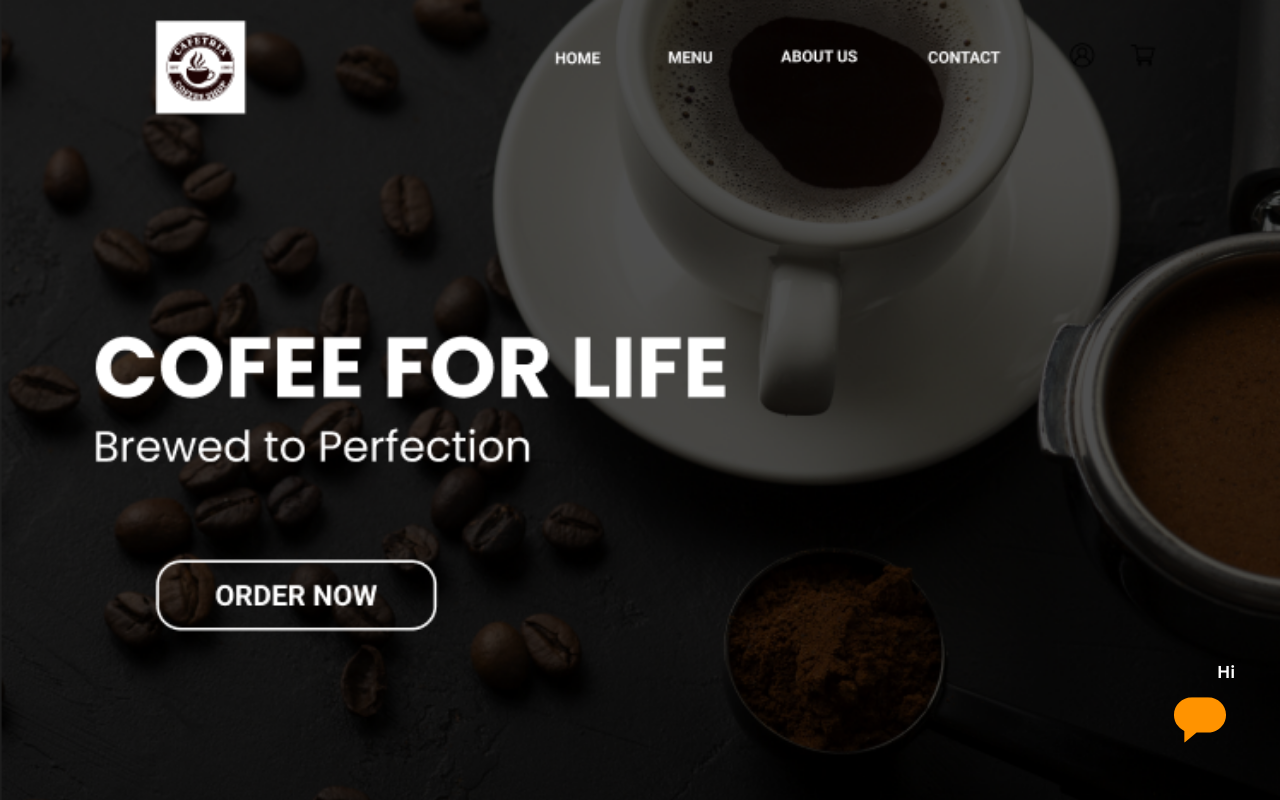 CAFETRIA
COFFEE SHOP
HOME
MENU
ABOUT US
CONTACT
COFEE FOR LIFE
Brewed to Perfection
ORDER NOW
Hi